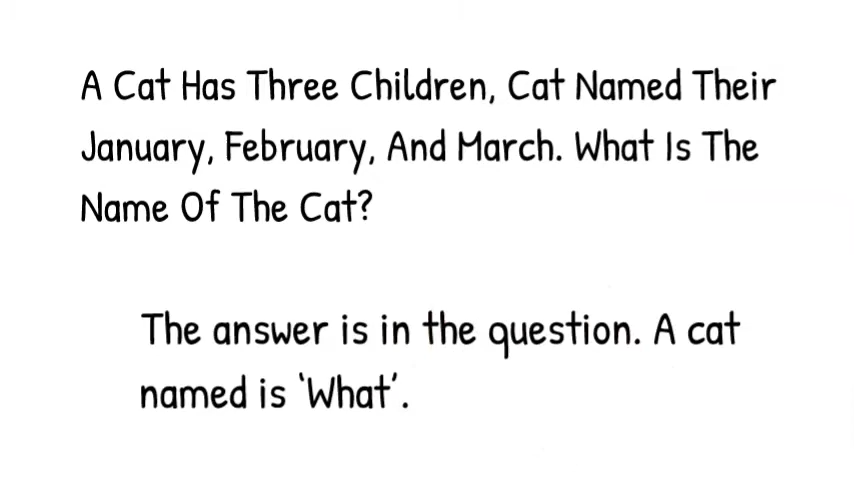 A Cat Has Three Children, Cat Named Their
January, February, And March. What Is The
Name Of The Cat?
The answer is in the question. A cat
named is ‘What’.